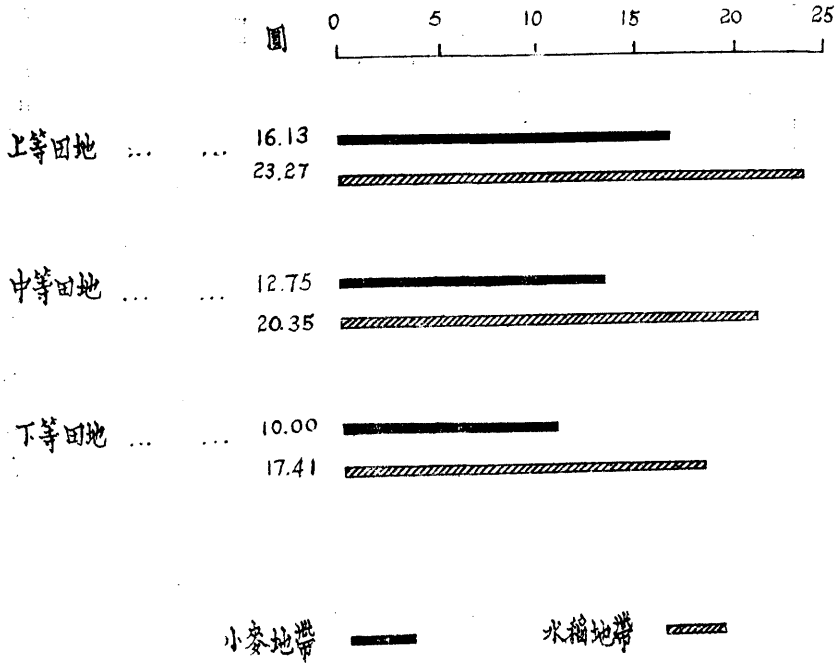 圓 0 5 10 15 20 25
上等田地 ... ... 16.13
23.27
中等田地 ... ... 12.75
20.35
下等田地 ... ... 10.00
17.41
小麥地帶 水稻地帶